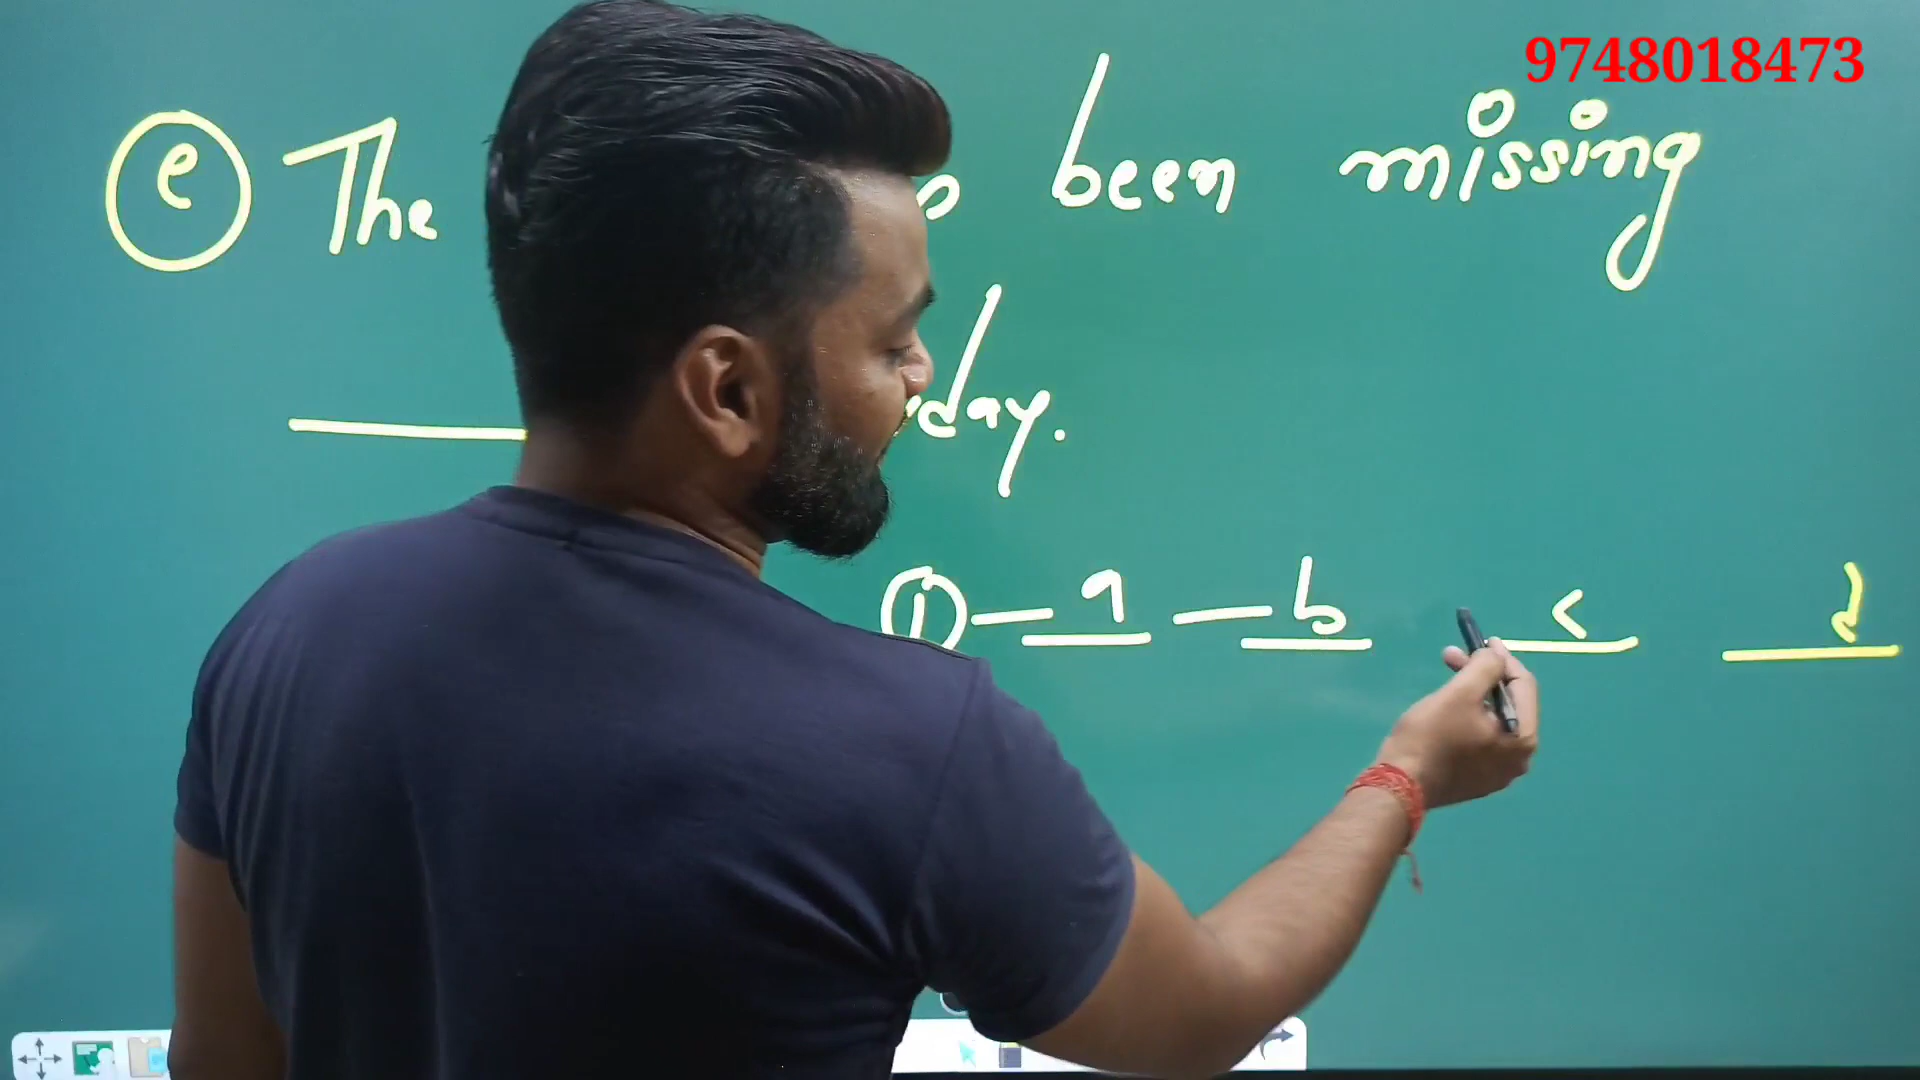 9748018473
e The been missing
day.
1 — a — b c d